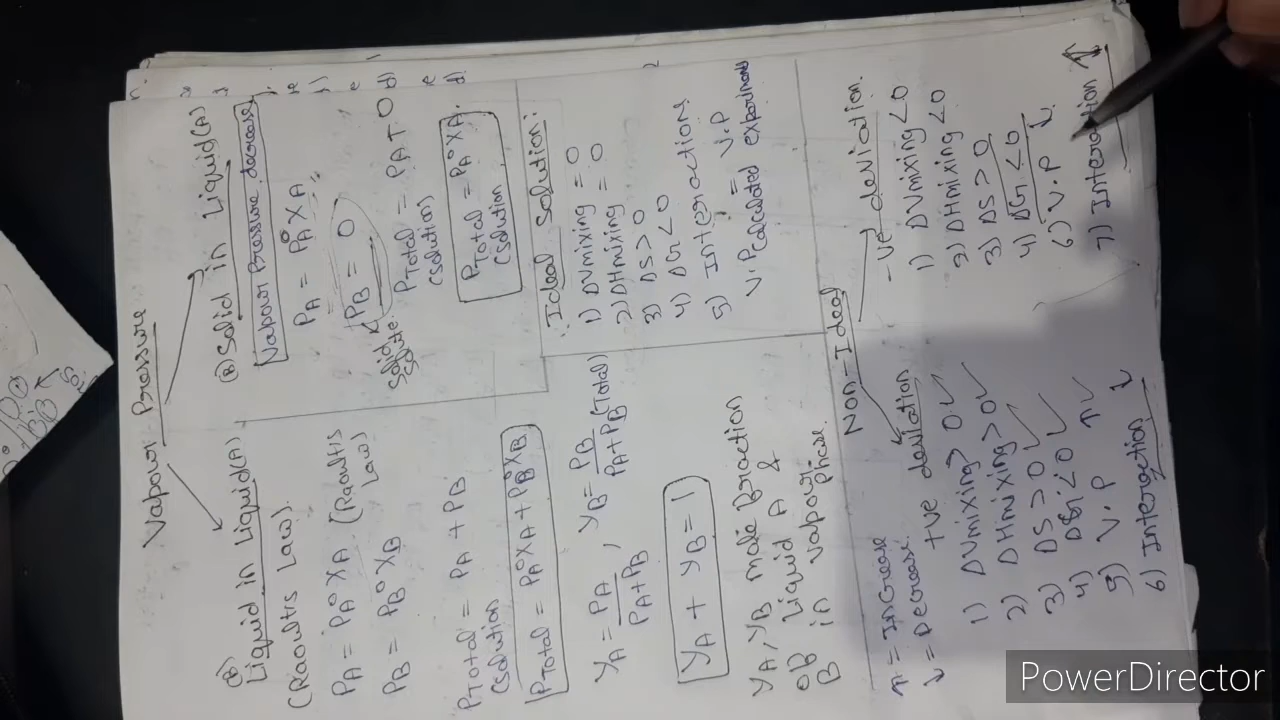 Vapour Pressure
(B)
Liquid in Liquid(A)
(Raoults Law)
PA = PA° XA (Raoults Law)
PB = PB° XB
PTotal = PA + PB
(solution)
PTotal = PA° XA + PB° XB
YA = PA / PA + PB , YB = PB / PA + PB (Total)
YA + YB = 1
YA / YB mole fraction
of Liquid A &
B in vapour phase.
(B) Solid in Liquid(A)
Vapour Pressure decrease
PA = PA° XA
PB = 0
Solid
Solute.
PTotal = PA + 0
(Solution)
PTotal = PA° XA.
(Solution
Ideal Solution:
1) ΔVmixing = 0
2) ΔHmixing = 0
3) ΔS > 0
4) ΔG < 0
5) Interactions
V.PCalculated = V.P
Non-Ideal
↑ = Increase
↓ = Decrease
+ve deviation
1) ΔVmixing > 0 ✓
2) ΔHmixing > 0 ✓
3) ΔS > 0 ✓
4) ΔG < 0 ✓
5) V.P ↑ ✓
6) Interaction ↓
-ve deviation.
1) ΔVmixing < 0
2) ΔHmixing < 0
3) ΔS > 0
4) ΔG < 0
6) V.P ↓
7) Interaction ↑
PowerDirector